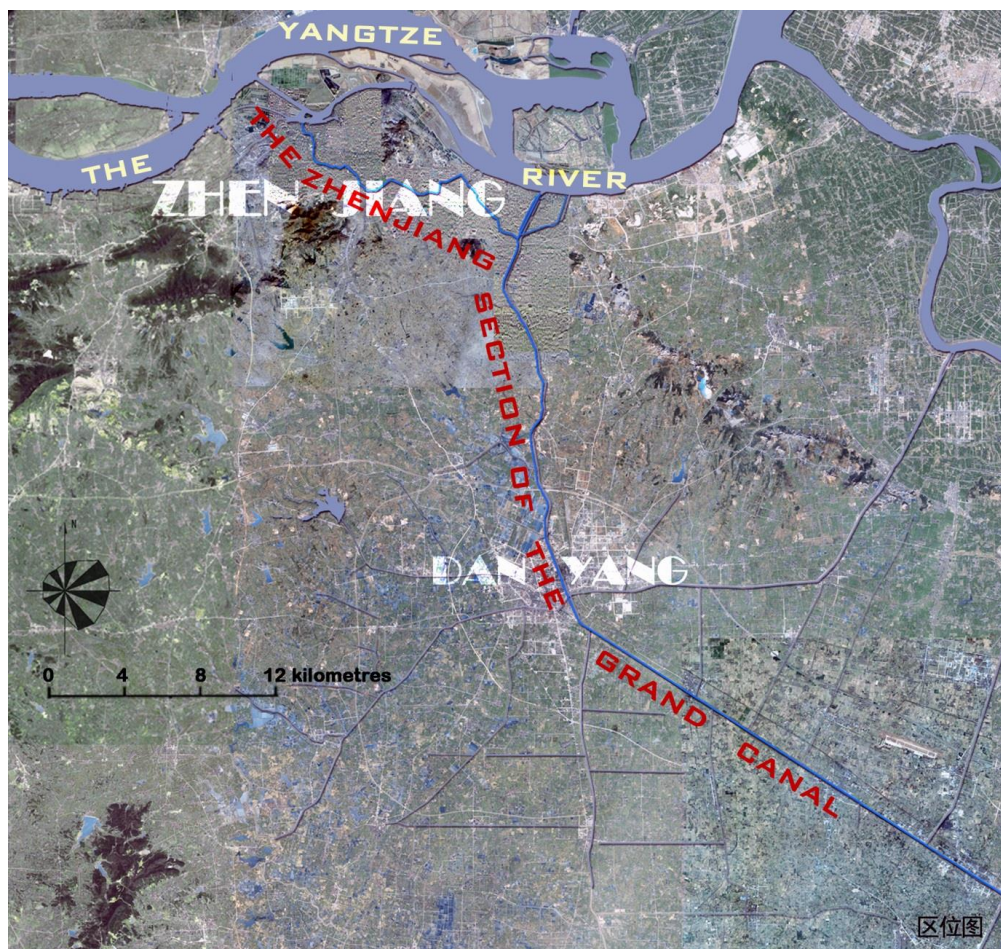 YANGTZE
THE
RIVER
ZHENJIANG
THE ZHENJIANG SECTION OF THE GRAND CANAL
DANYANG
N
0 4 8 12 kilometres
区位图